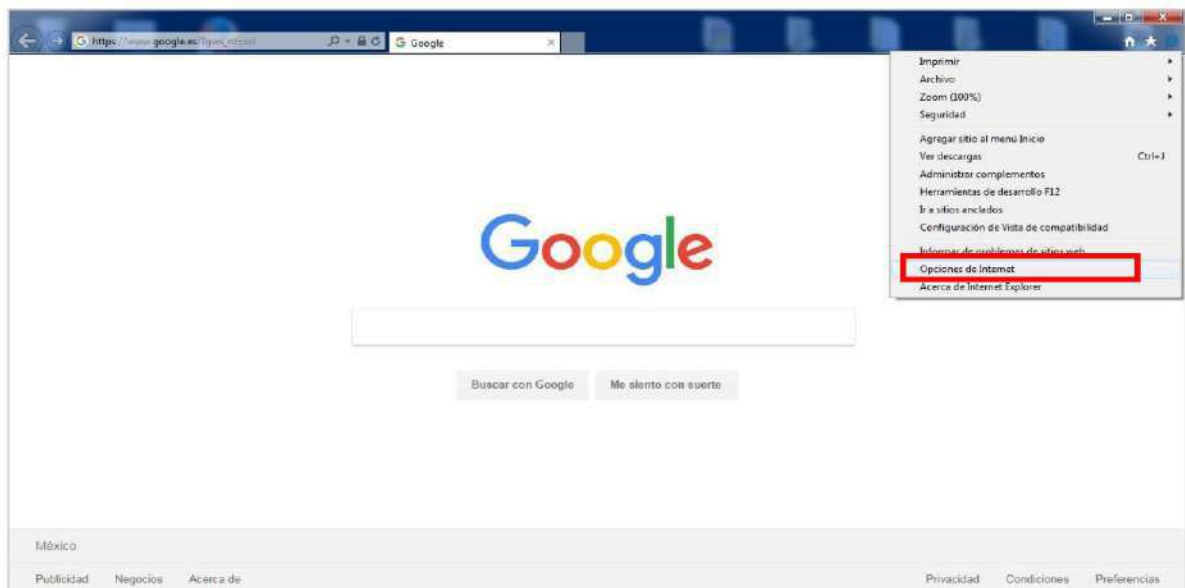 https://www.google.es
Google
Imprimir
Archivo
Zoom (100%)
Seguridad
Agregar sitio al menú Inicio
Ver descargas Ctrl+J
Administrar complementos
Herramientas de desarrollo F12
Ir a sitios anclados
Configuración de Vista de compatibilidad
Informar de problemas de sitios web
Opciones de Internet
Acerca de Internet Explorer
Google
Buscar con Google Me siento con suerte
México
Publicidad Negocios Acerca de Privacidad Condiciones Preferencias